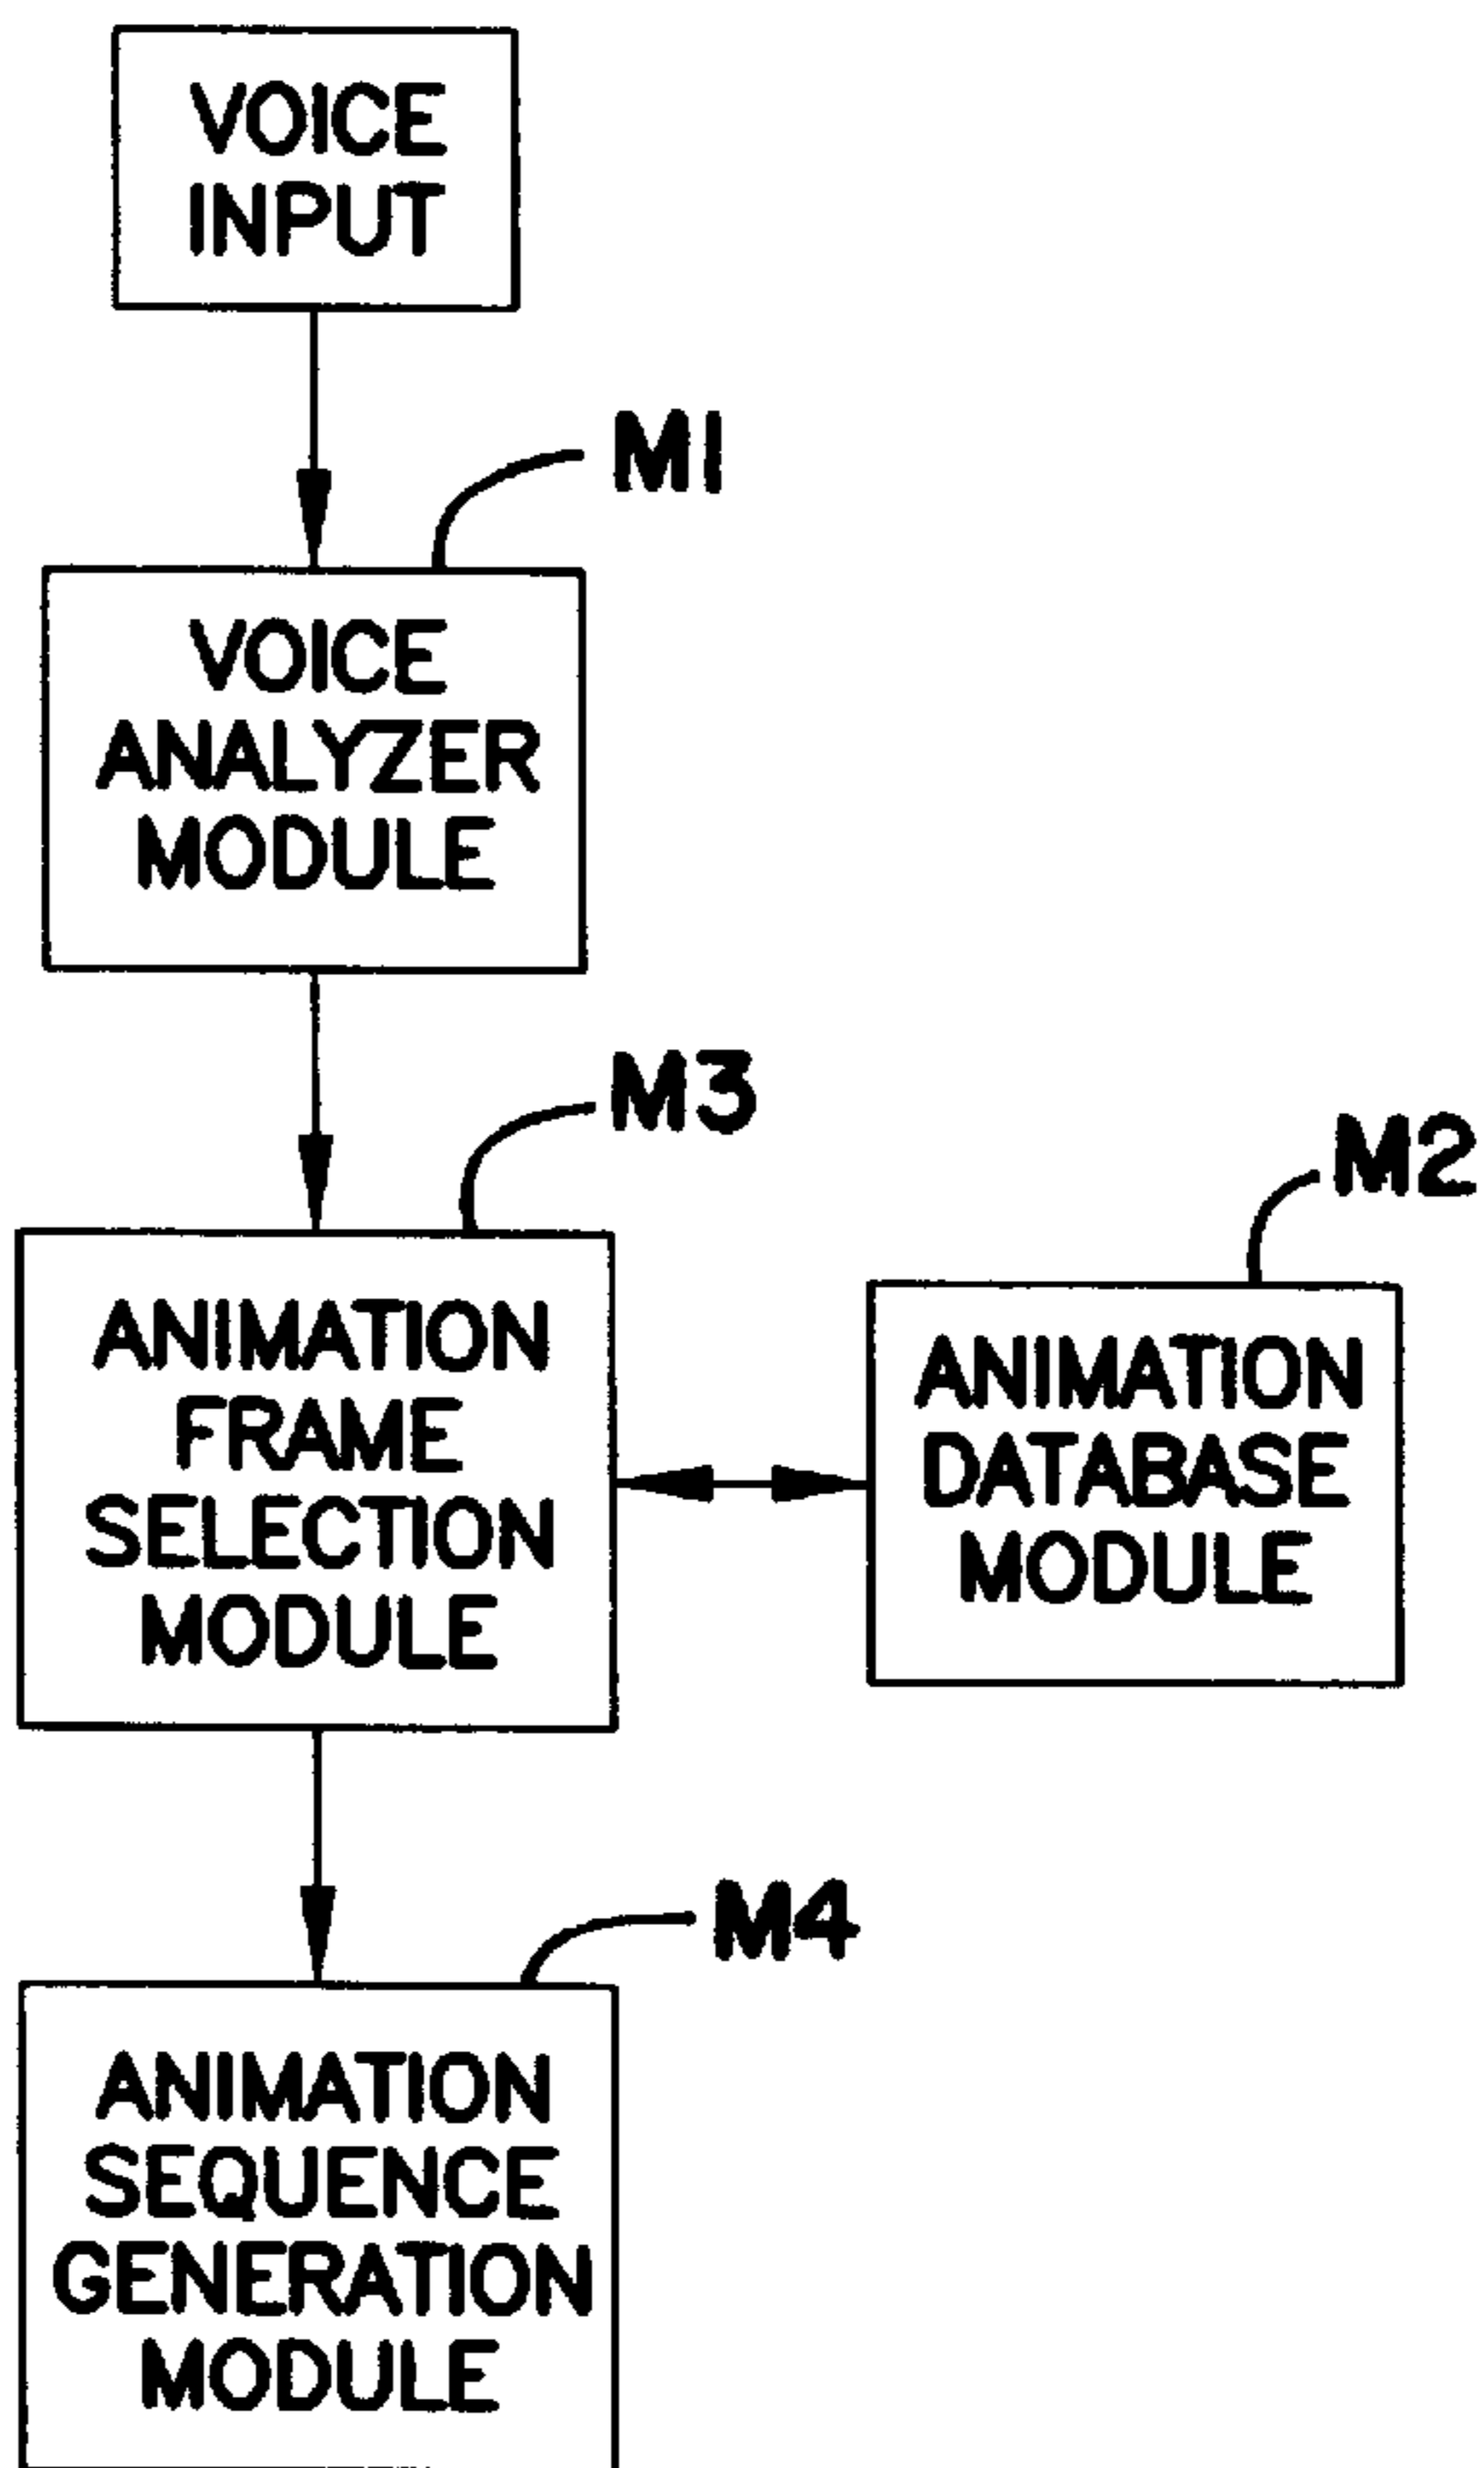 VOICE
INPUT
M1
VOICE
ANALYZER
MODULE
M3
M2
ANIMATION
FRAME
SELECTION
MODULE
ANIMATION
DATABASE
MODULE
M4
ANIMATION
SEQUENCE
GENERATION
MODULE